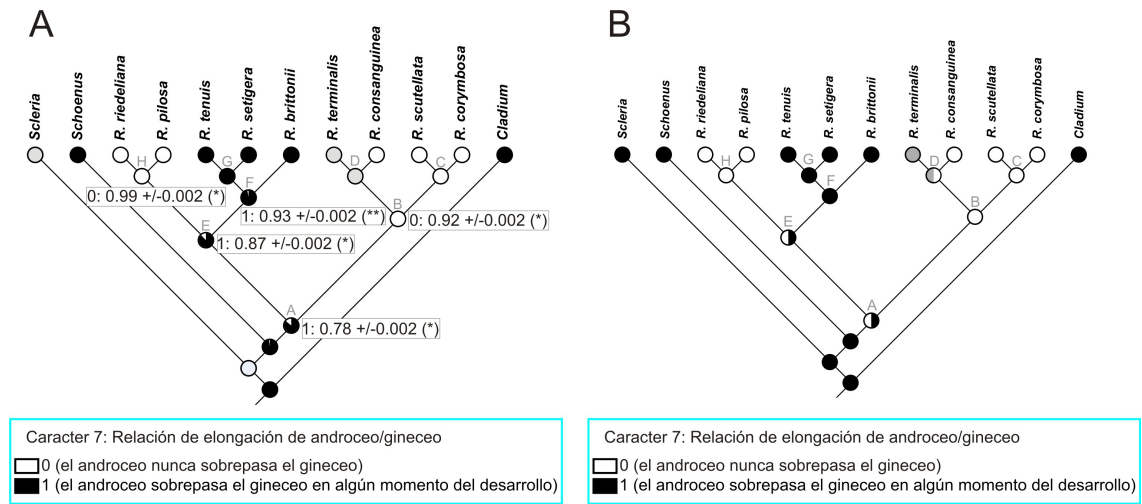 A
Scleria
Schoenus
R. riedeliana
R. pilosa
R. tenuis
R. setigera
R. brittonii
R. terminalis
R. consanguinea
R. scutellata
R. corymbosa
Cladium
H
G
D
C
F
0: 0.99 +/-0.002 (*)
1: 0.93 +/-0.002 (**)
B
0: 0.92 +/-0.002 (*)
E
1: 0.87 +/-0.002 (*)
A
1: 0.78 +/-0.002 (*)
Caracter 7: Relación de elongación de androceo/gineceo
0 (el androceo nunca sobrepasa el gineceo)
1 (el androceo sobrepasa el gineceo en algún momento del desarrollo)
B
Scleria
Schoenus
R. riedeliana
R. pilosa
R. tenuis
R. setigera
R. brittonii
R. terminalis
R. consanguinea
R. scutellata
R. corymbosa
Cladium
H
G
D
C
F
B
E
A
Caracter 7: Relación de elongación de androceo/gineceo
0 (el androceo nunca sobrepasa el gineceo)
1 (el androceo sobrepasa el gineceo en algún momento del desarrollo)